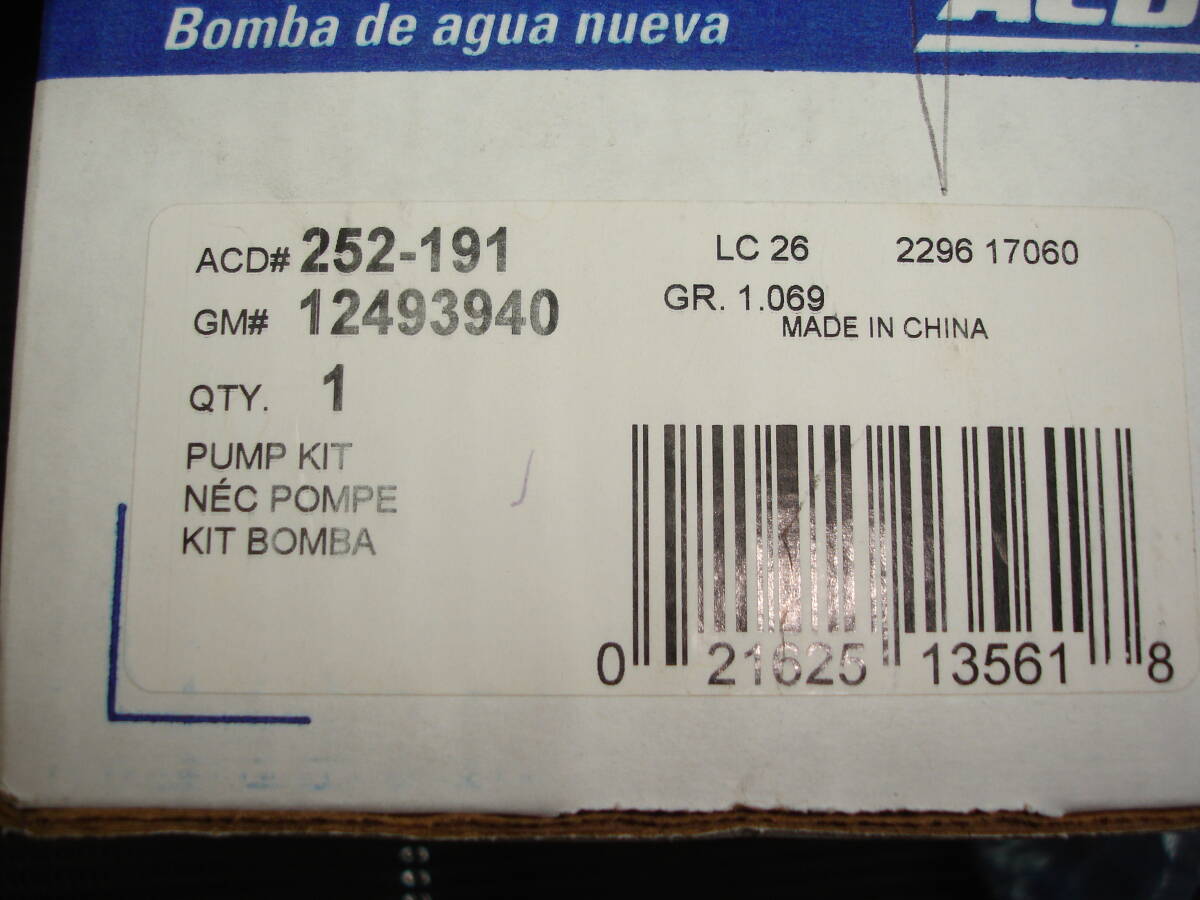 Bomba de agua nueva
ACD
ACD# 252-191
LC 26 2296 17060
GM# 12493940
GR. 1.069
MADE IN CHINA
QTY. 1
PUMP KIT
NÉC POMPE
KIT BOMBA
0 21625 13561 8